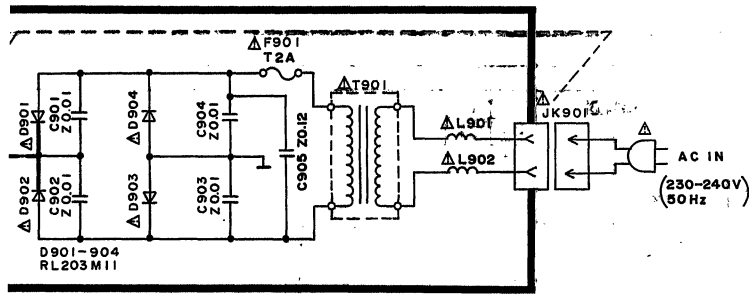 F901
T2A
T901
JK901
L901
L902
AC IN
(230-240V
50Hz)
D901
C901
Z0.01
D904
C904
Z0.01
C905 Z0.12
D902
C902
Z0.01
D903
C903
Z0.01
D901-904
RL203M11